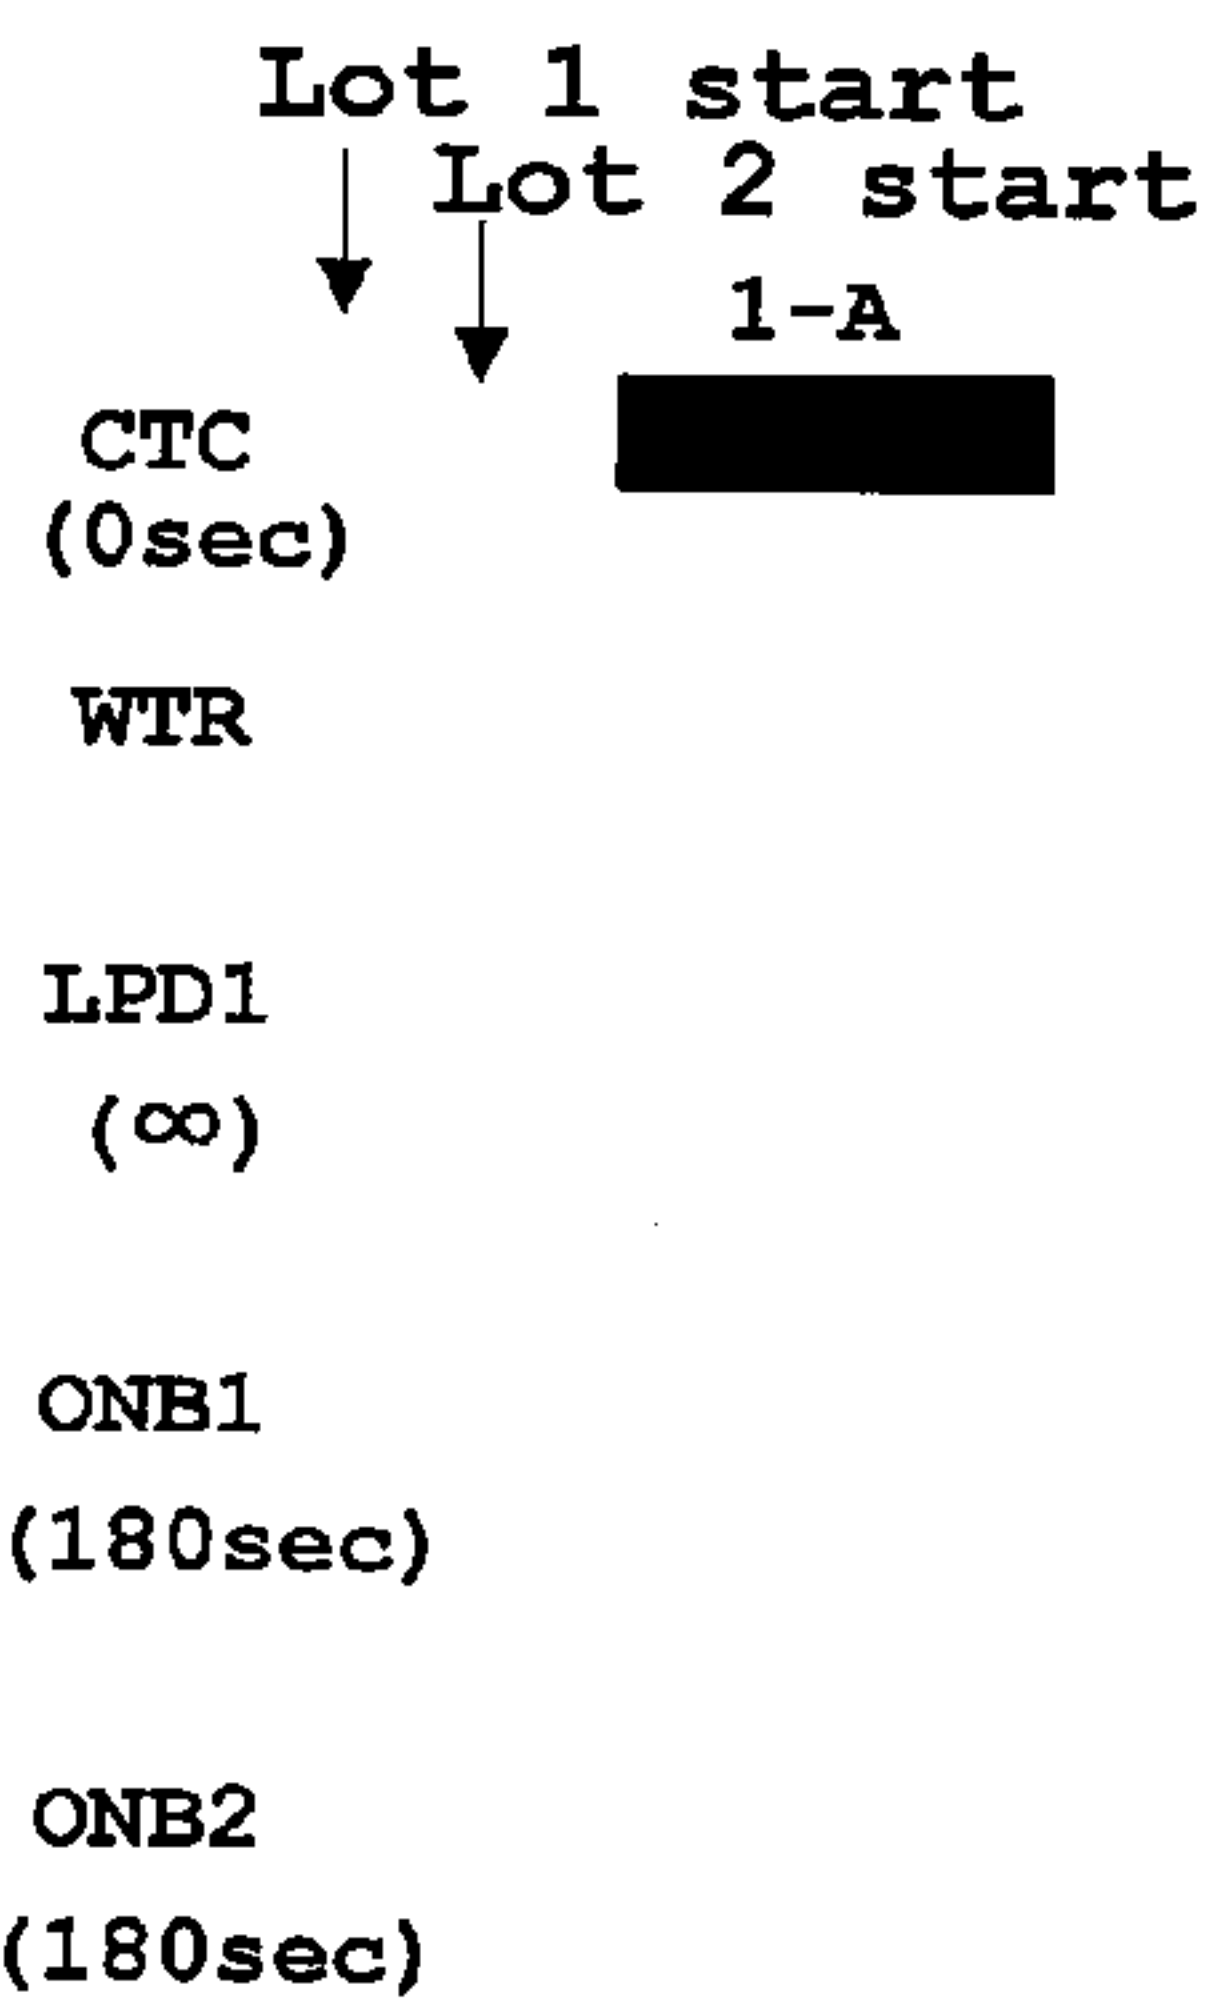 Lot 1 start
Lot 2 start
1-A
CTC
(0sec)
WTR
LPD1
(∞)
ONB1
(180sec)
ONB2
(180sec)